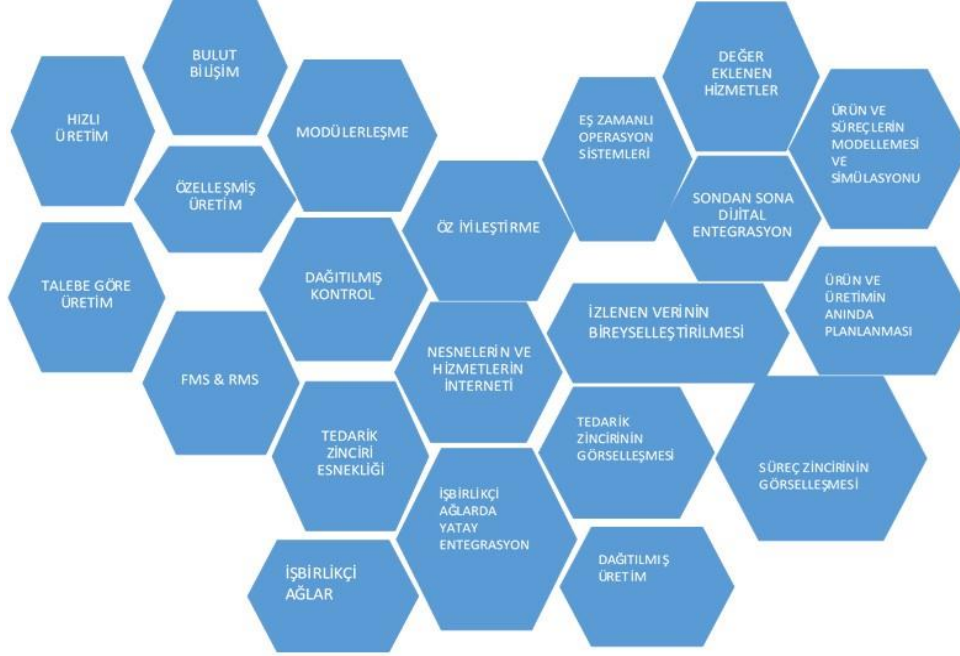 BULUT
BİLİŞİM
DEĞER
EKLENEN
HİZMETLER
HIZLI
ÜRETİM
MODÜLERLEŞME
EŞ ZAMANLI
OPERASYON
SİSTEMLERİ
ÜRÜN VE
SÜREÇLERİN
MODELLEMESİ
VE
SİMÜLASYONU
ÖZELLEŞMİŞ
ÜRETİM
ÖZ İYİLEŞTİRME
SONDAN SONA
DİJİTAL
ENTEGRASYON
TALEBE GÖRE
ÜRETİM
DAĞITILMIŞ
KONTROL
İZLENEN VERİNİN
BİREYSELLEŞTİRİLMESİ
ÜRÜN VE
ÜRETİMİN
ANINDA
PLANLANMASI
FMS & RMS
NESNELERİN VE
HİZMETLERİN
İNTERNETİ
TEDARİK
ZİNCİRİ
ESNEKLİĞİ
TEDARİK
ZİNCİRİNİN
GÖRSELLEŞMESİ
SÜREÇ ZİNCİRİNİN
GÖRSELLEŞMESİ
İŞBİRLİKÇİ
AĞLARDA
YATAY
ENTEGRASYON
İŞBİRLİKÇİ
AĞLAR
DAĞITILMIŞ
ÜRETİM